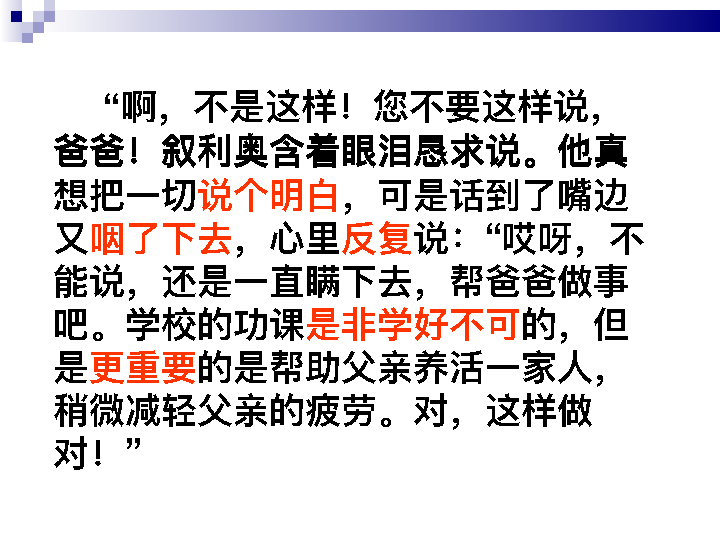 “啊，不是这样！您不要这样说，
爸爸！叙利奥含着眼泪恳求说。他真
想把一切说个明白，可是话到了嘴边
又咽了下去，心里反复说：“哎呀，不
能说，还是一直瞒下去，帮爸爸做事
吧。学校的功课是非学好不可的，但
是更重要的是帮助父亲养活一家人，
稍微减轻父亲的疲劳。对，这样做
对！”